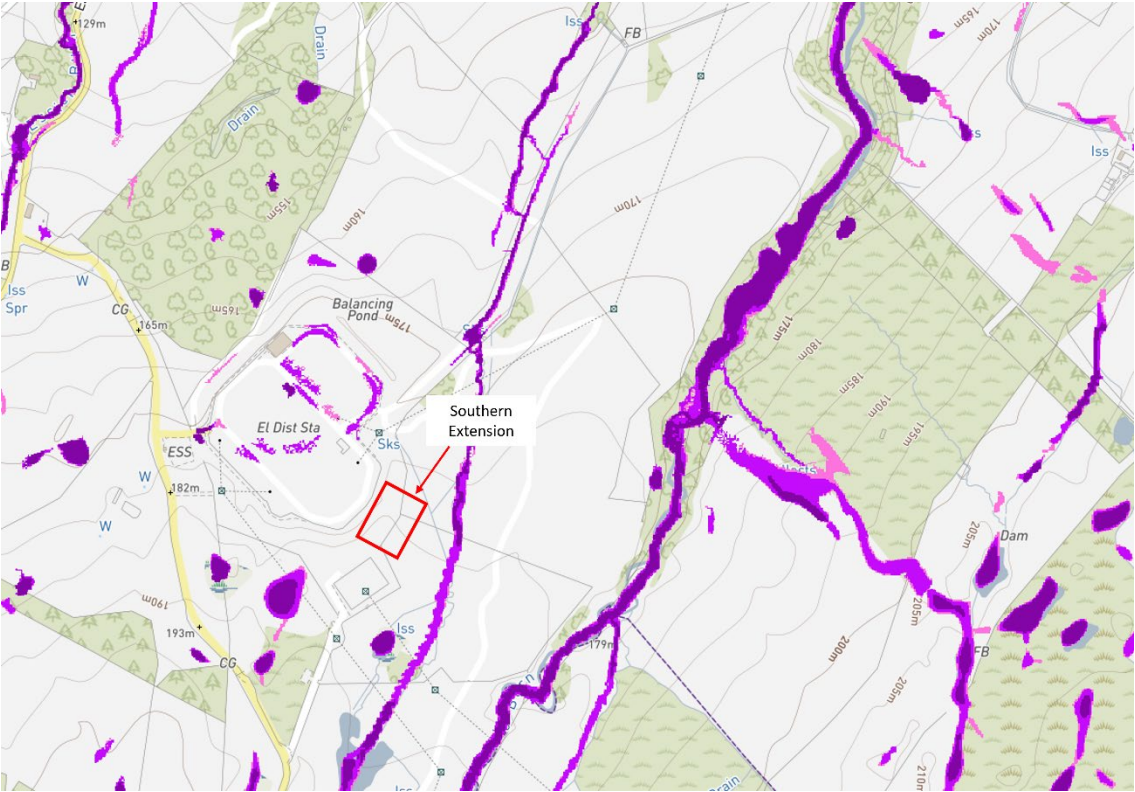 129m
Drain
Iss
FB
165m
170m
Drain
Iss
155m
160m
170m
B
Iss
Spr
W
CG
165m
165m
Balancing
Pond
175m
175m
180m
185m
190m
195m
Southern
Extension
El Dist Sta
Sks
ESS
W
182m
W
205m
Dam
190m
193m
CG
Iss
179m
205m
200m
FB
205m
210m
Iss
Drain